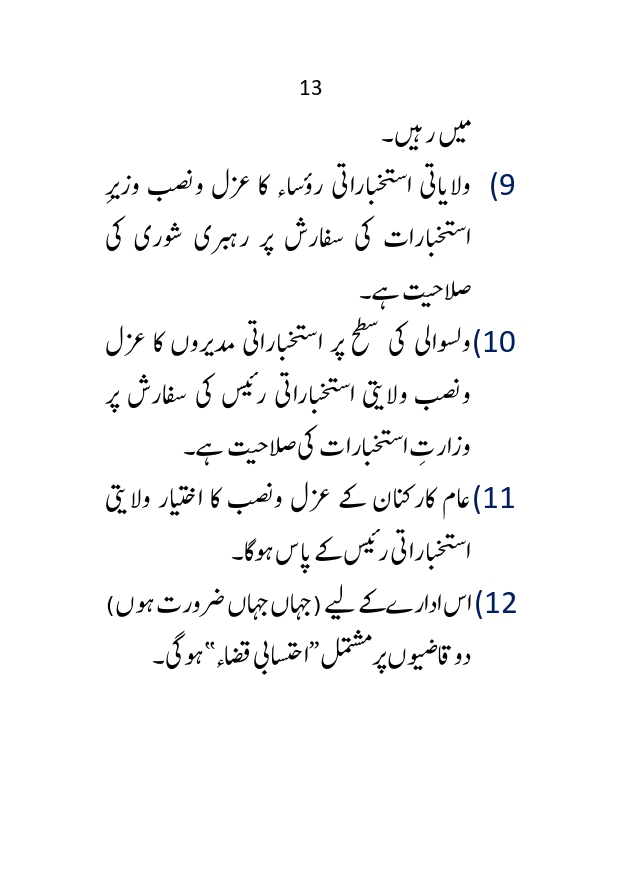 13
میں رہیں۔
9) ولایاتی استخباراتی رؤساء کا عزل ونصب وزیرِ
استخبارات کی سفارش پر رہبری شوری کی
صلاحیت ہے۔
10) ولسوالی کی سطح پر استخباراتی مدیروں کا عزل
ونصب ولایتی استخباراتی رئیس کی سفارش پر
وزارتِ استخبارات کی صلاحیت ہے۔
11) عام کارکنان کے عزل ونصب کا اختیار ولایتی
استخباراتی رئیس کے پاس ہوگا۔
12) اس ادارے کے لیے (جہاں جہاں ضرورت ہوں)
دو قاضیوں پر مشتمل ”احتسابی قضاء“ ہوگی۔